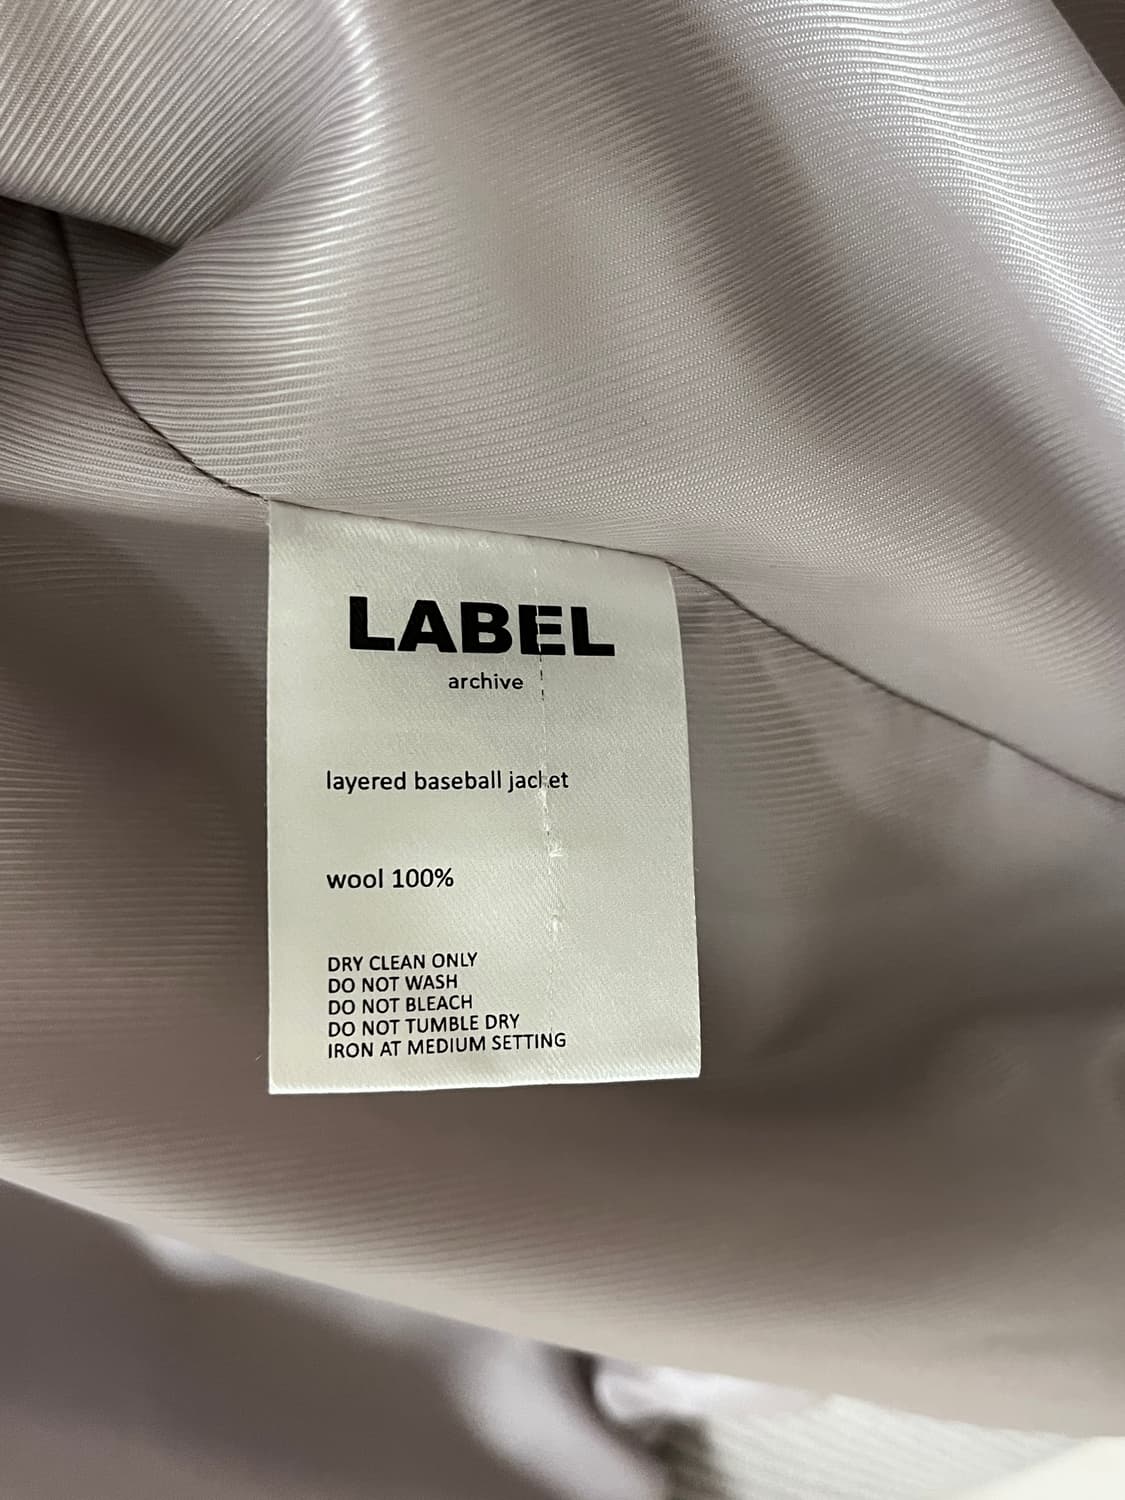 LABEL
archive
layered baseball jacket
wool 100%
DRY CLEAN ONLY
DO NOT WASH
DO NOT BLEACH
DO NOT TUMBLE DRY
IRON AT MEDIUM SETTING